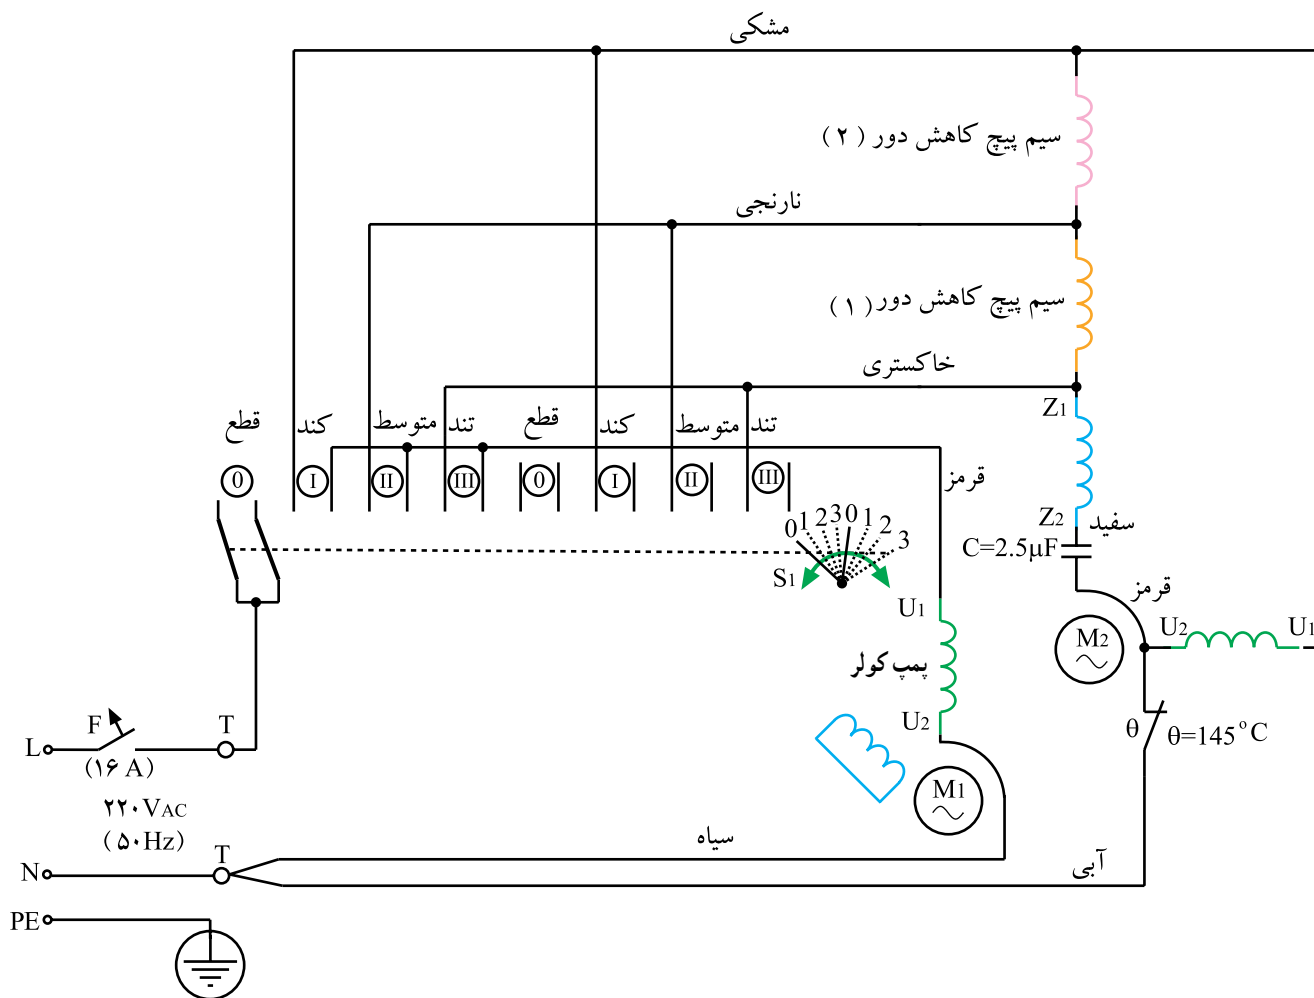 مشکی
سیم پیچ کاهش دور (۲)
نارنجی
سیم پیچ کاهش دور (۱)
خاکستری
Z1
قطع
کند
متوسط
تند
قطع
کند
متوسط
تند
0
I
II
III
0
I
II
III
قرمز
Z2
سفید
C=2.5µF
0 1 2 3 0 1 2 3
S1
U1
قرمز
M2
U2
U1
پمپ کولر
U2
θ
θ=145°C
L
F
(۱۶ A)
T
M1
۲۲۰VAC
(۵۰Hz)
سیاه
T
N
آبی
PE